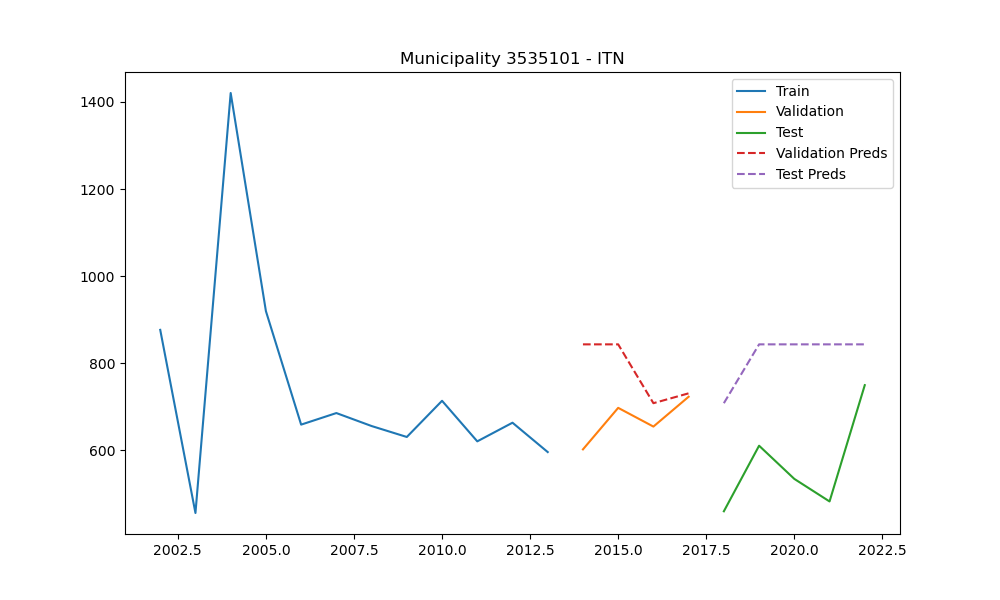 Municipality 3535101 - ITN
Train
Validation
Test
Validation Preds
Test Preds
1400
1200
1000
800
600
2002.5 2005.0 2007.5 2010.0 2012.5 2015.0 2017.5 2020.0 2022.5